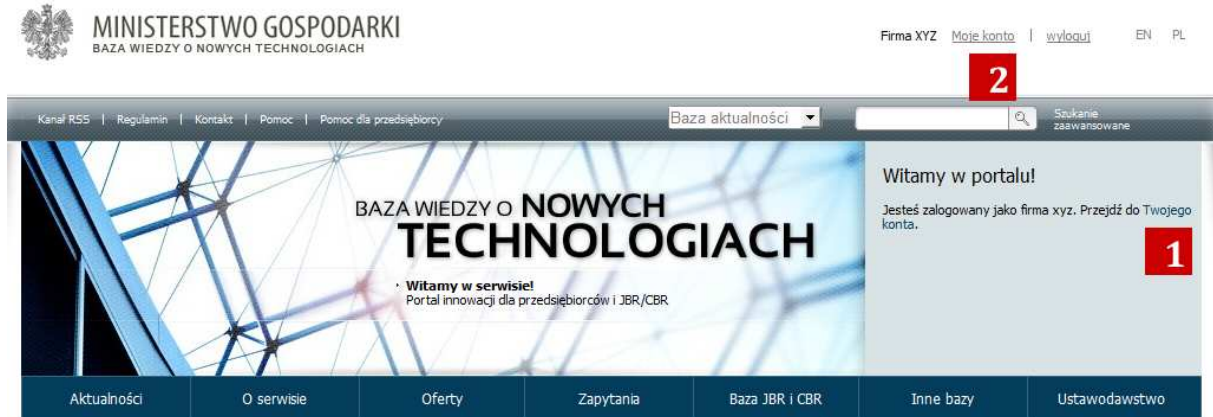 MINISTERSTWO GOSPODARKI
BAZA WIEDZY O NOWYCH TECHNOLOGIACH
Firma XYZ Moje konto | wyloguj EN PL
2
Kanał RSS | Regulamin | Kontakt | Pomoc | Pomoc dla przedsiębiorcy
Baza aktualności
Szukanie
zaawansowane
BAZA WIEDZY O NOWYCH
TECHNOLOGIACH
· Witamy w serwisie!
Portal innowacji dla przedsiębiorców i JBR/CBR
Witamy w portalu!
Jesteś zalogowany jako firma xyz. Przejdź do Twojego
konta.
1
Aktualności O serwisie Oferty Zapytania Baza JBR i CBR Inne bazy Ustawodawstwo